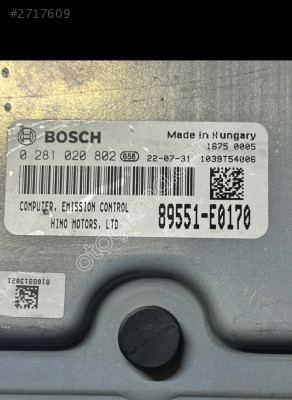 #2717609
BOSCH
Made in Hungary
1675 0005
0 281 020 802 658 22-07-31 1039T54006
COMPUTER, EMISSION CONTROL
HINO MOTORS, LTD
89551-E0170